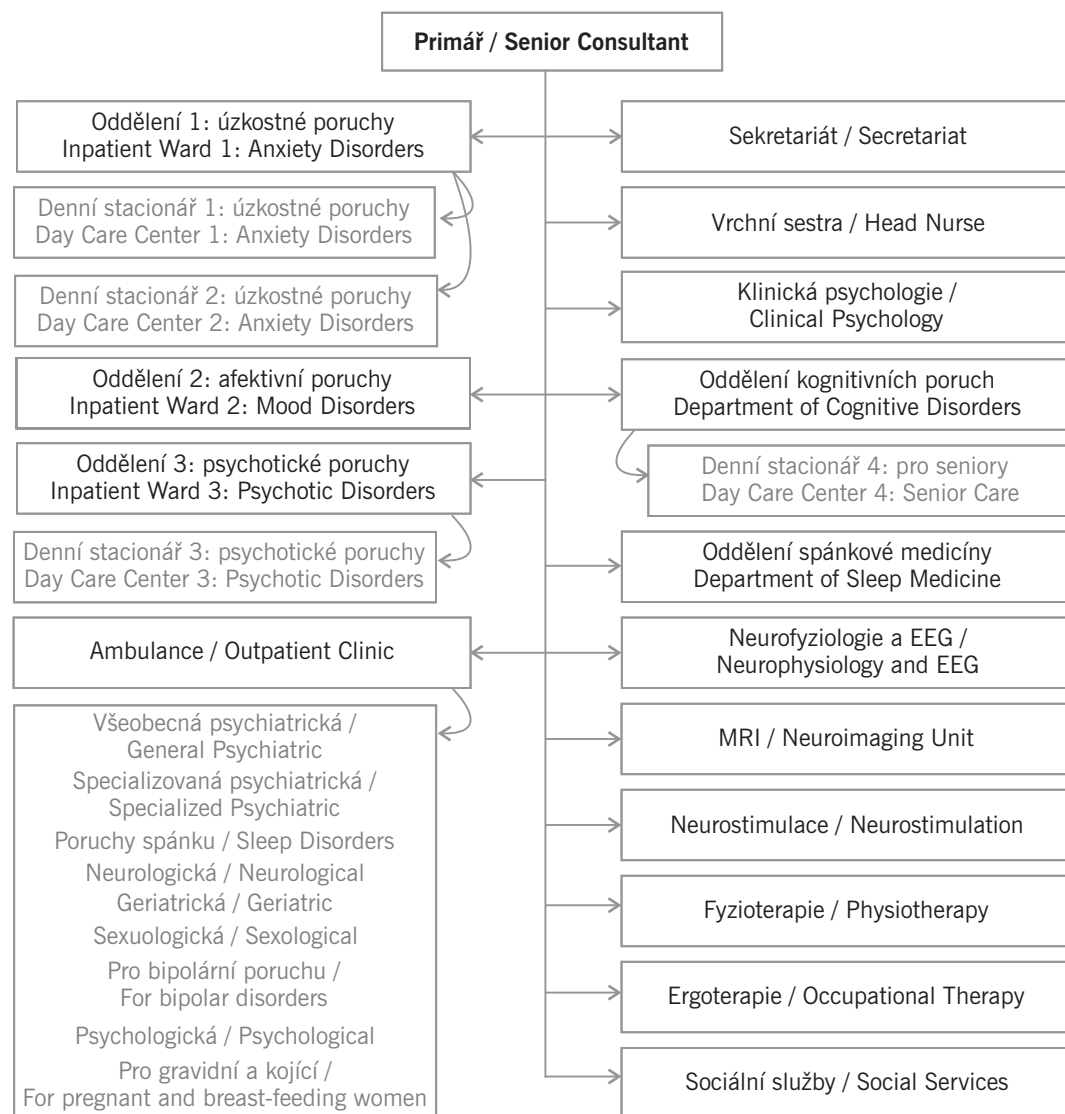 Primář / Senior Consultant
Oddělení 1: úzkostné poruchy
Inpatient Ward 1: Anxiety Disorders
Denní stacionář 1: úzkostné poruchy
Day Care Center 1: Anxiety Disorders
Denní stacionář 2: úzkostné poruchy
Day Care Center 2: Anxiety Disorders
Oddělení 2: afektivní poruchy
Inpatient Ward 2: Mood Disorders
Oddělení 3: psychotické poruchy
Inpatient Ward 3: Psychotic Disorders
Denní stacionář 3: psychotické poruchy
Day Care Center 3: Psychotic Disorders
Ambulance / Outpatient Clinic
Všeobecná psychiatrická /
General Psychiatric
Specializovaná psychiatrická /
Specialized Psychiatric
Poruchy spánku / Sleep Disorders
Neurologická / Neurological
Geriatrická / Geriatric
Sexuologická / Sexological
Pro bipolární poruchu /
For bipolar disorders
Psychologická / Psychological
Pro gravidní a kojící /
For pregnant and breast-feeding women
Sekretariát / Secretariat
Vrchní sestra / Head Nurse
Klinická psychologie /
Clinical Psychology
Oddělení kognitivních poruch
Department of Cognitive Disorders
Denní stacionář 4: pro seniory
Day Care Center 4: Senior Care
Oddělení spánkové medicíny
Department of Sleep Medicine
Neurofyziologie a EEG /
Neurophysiology and EEG
MRI / Neuroimaging Unit
Neurostimulace / Neurostimulation
Fyzioterapie / Physiotherapy
Ergoterapie / Occupational Therapy
Sociální služby / Social Services